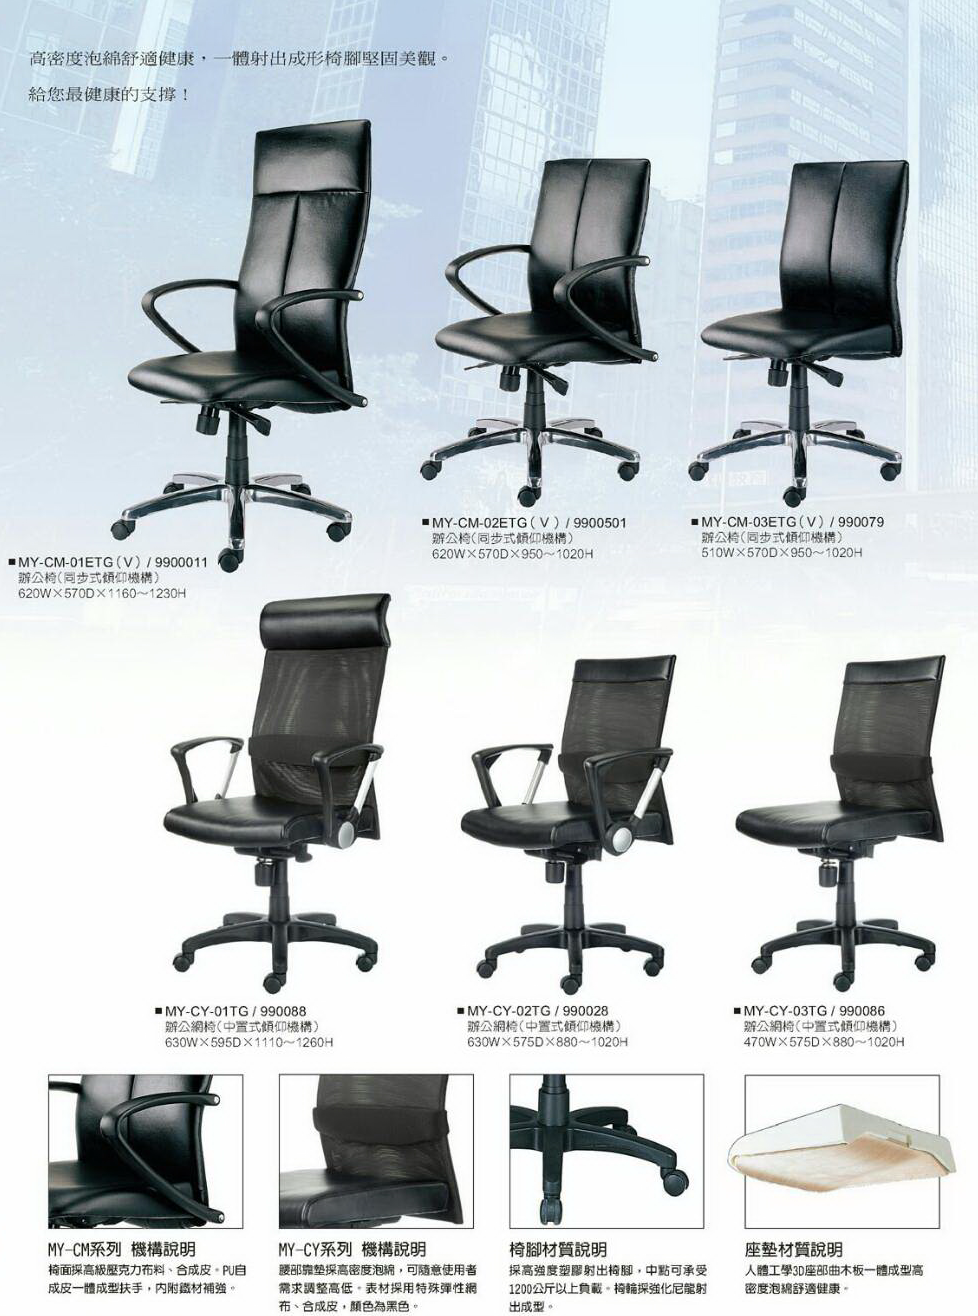 高密度泡綿舒適健康，一體射出成形椅腳堅固美觀。
給您最健康的支撐！
■MY-CM-01ETG（V）/ 9900011
辦公椅（同步式傾仰機構）
620W×570D×1160～1230H
■MY-CM-02ETG（V）/ 9900501
辦公椅（同步式傾仰機構）
620W×570D×950～1020H
■MY-CM-03ETG（V）/ 990079
辦公椅（同步式傾仰機構）
510W×570D×950～1020H
■MY-CY-01TG / 990088
辦公網椅（中置式傾仰機構）
630W×595D×1110～1260H
■MY-CY-02TG / 990028
辦公網椅（中置式傾仰機構）
630W×575D×880～1020H
■MY-CY-03TG / 990086
辦公網椅（中置式傾仰機構）
470W×575D×880～1020H
MY-CM系列 機構說明
椅面採高級壓克力布料、合成皮。PU自
成皮一體成型扶手，內附鐵材補強。
MY-CY系列 機構說明
腰部靠墊採高密度泡綿，可隨意使用者
需求調整高低。表材採用特殊彈性網
布、合成皮，顏色為黑色。
椅腳材質說明
採高強度塑膠射出椅腳，中點可承受
1200公斤以上負載。椅輪採強化尼龍射
出成型。
座墊材質說明
人體工學3D座部曲木板一體成型高
密度泡綿舒適健康。